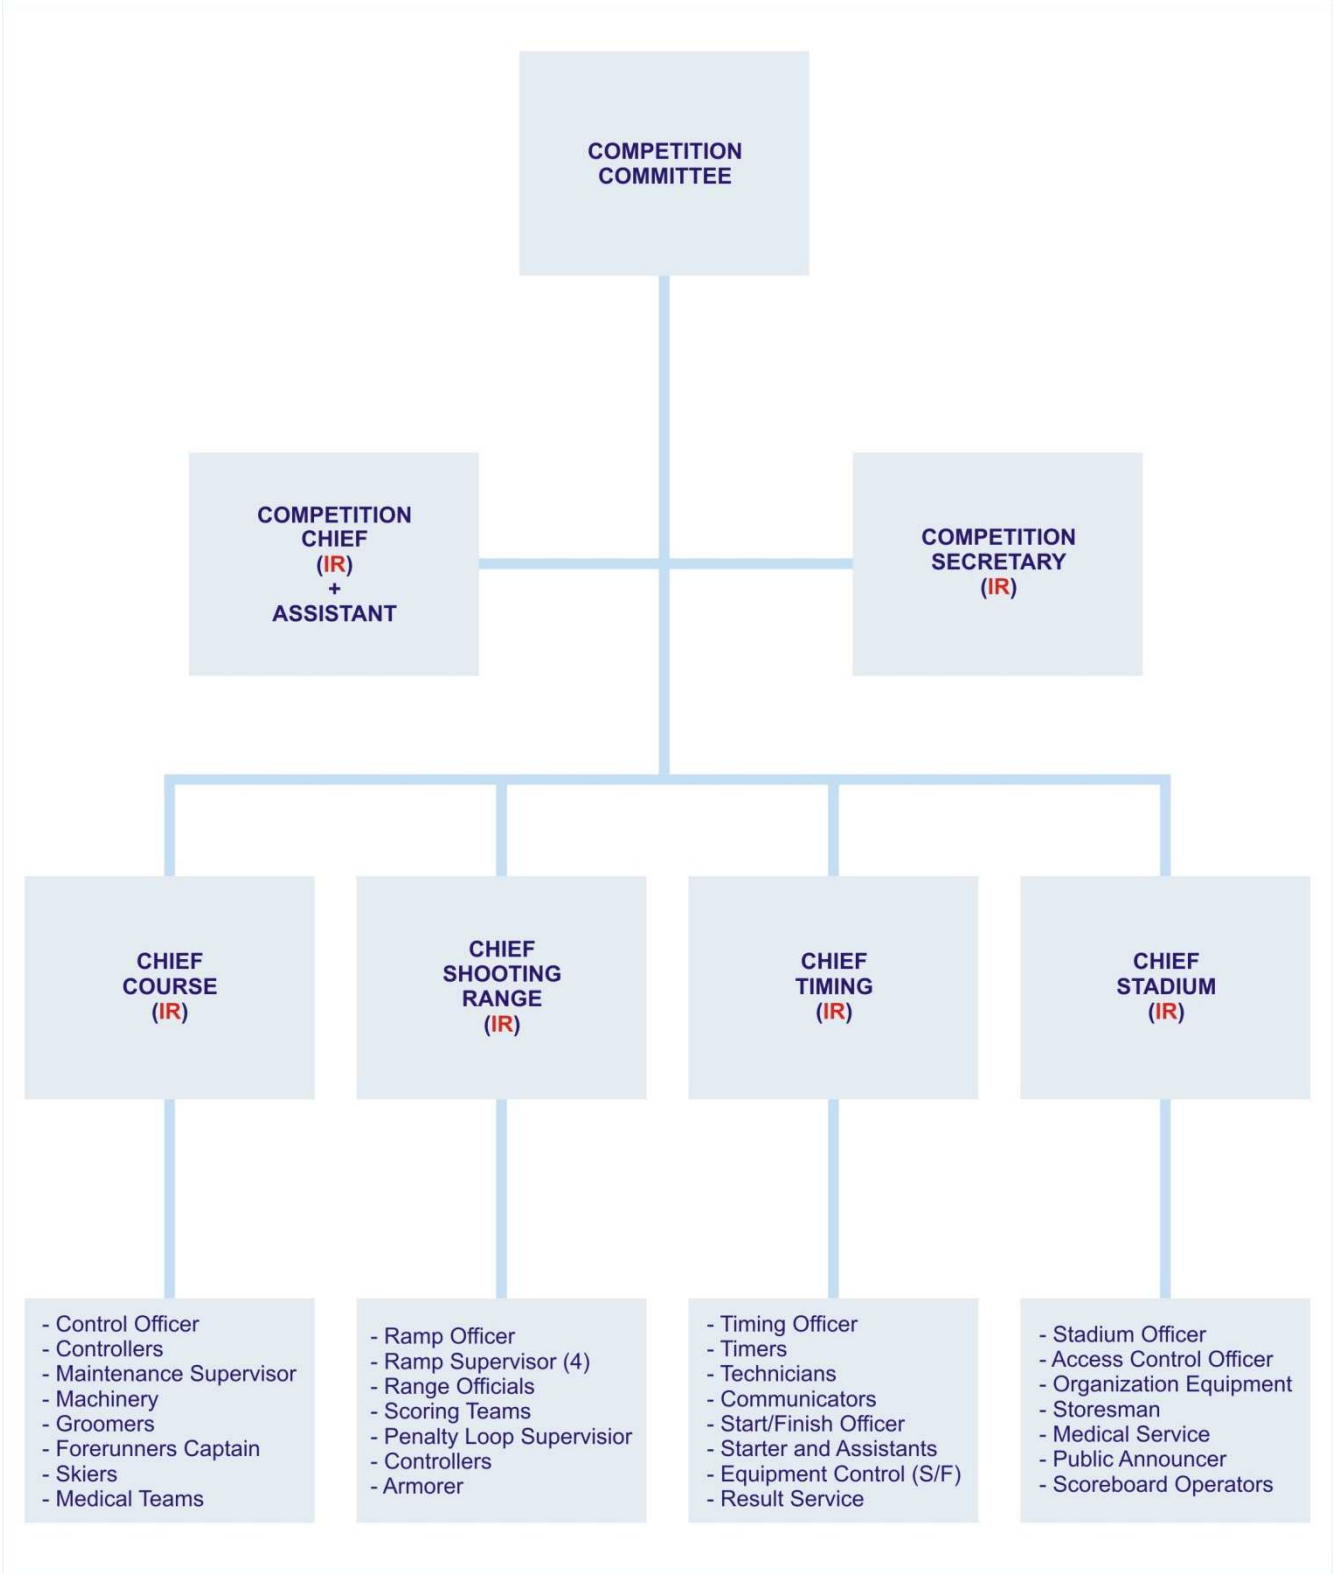 COMPETITION
COMMITTEE
COMPETITION
CHIEF
(IR)
+
ASSISTANT
COMPETITION
SECRETARY
(IR)
CHIEF
COURSE
(IR)
CHIEF
SHOOTING
RANGE
(IR)
CHIEF
TIMING
(IR)
CHIEF
STADIUM
(IR)
- Control Officer
- Controllers
- Maintenance Supervisor
- Machinery
- Groomers
- Forerunners Captain
- Skiers
- Medical Teams
- Ramp Officer
- Ramp Supervisor (4)
- Range Officials
- Scoring Teams
- Penalty Loop Supervisior
- Controllers
- Armorer
- Timing Officer
- Timers
- Technicians
- Communicators
- Start/Finish Officer
- Starter and Assistants
- Equipment Control (S/F)
- Result Service
- Stadium Officer
- Access Control Officer
- Organization Equipment
- Storesman
- Medical Service
- Public Announcer
- Scoreboard Operators